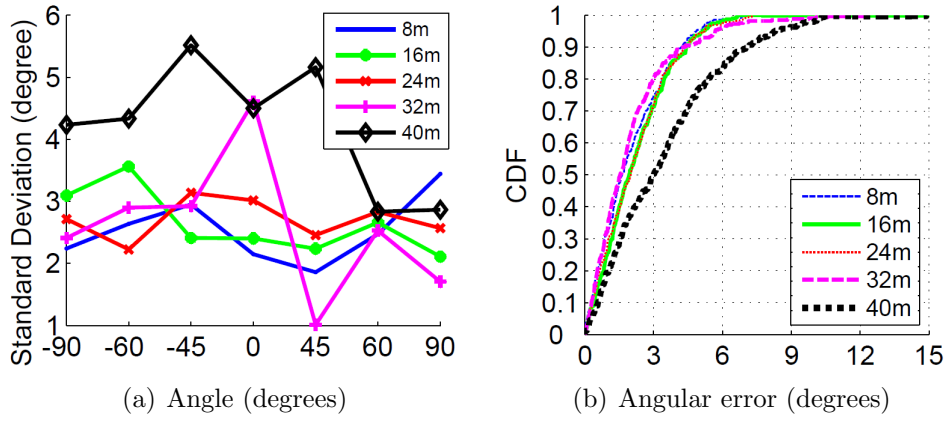 Standard Deviation (degree)
6
5
4
3
2
1
-90 -60 -45 0 45 60 90
8m
16m
24m
32m
40m
(a) Angle (degrees)
CDF
1
0.9
0.8
0.7
0.6
0.5
0.4
0.3
0.2
0.1
0
0 3 6 9 12 15
8m
16m
24m
32m
40m
(b) Angular error (degrees)